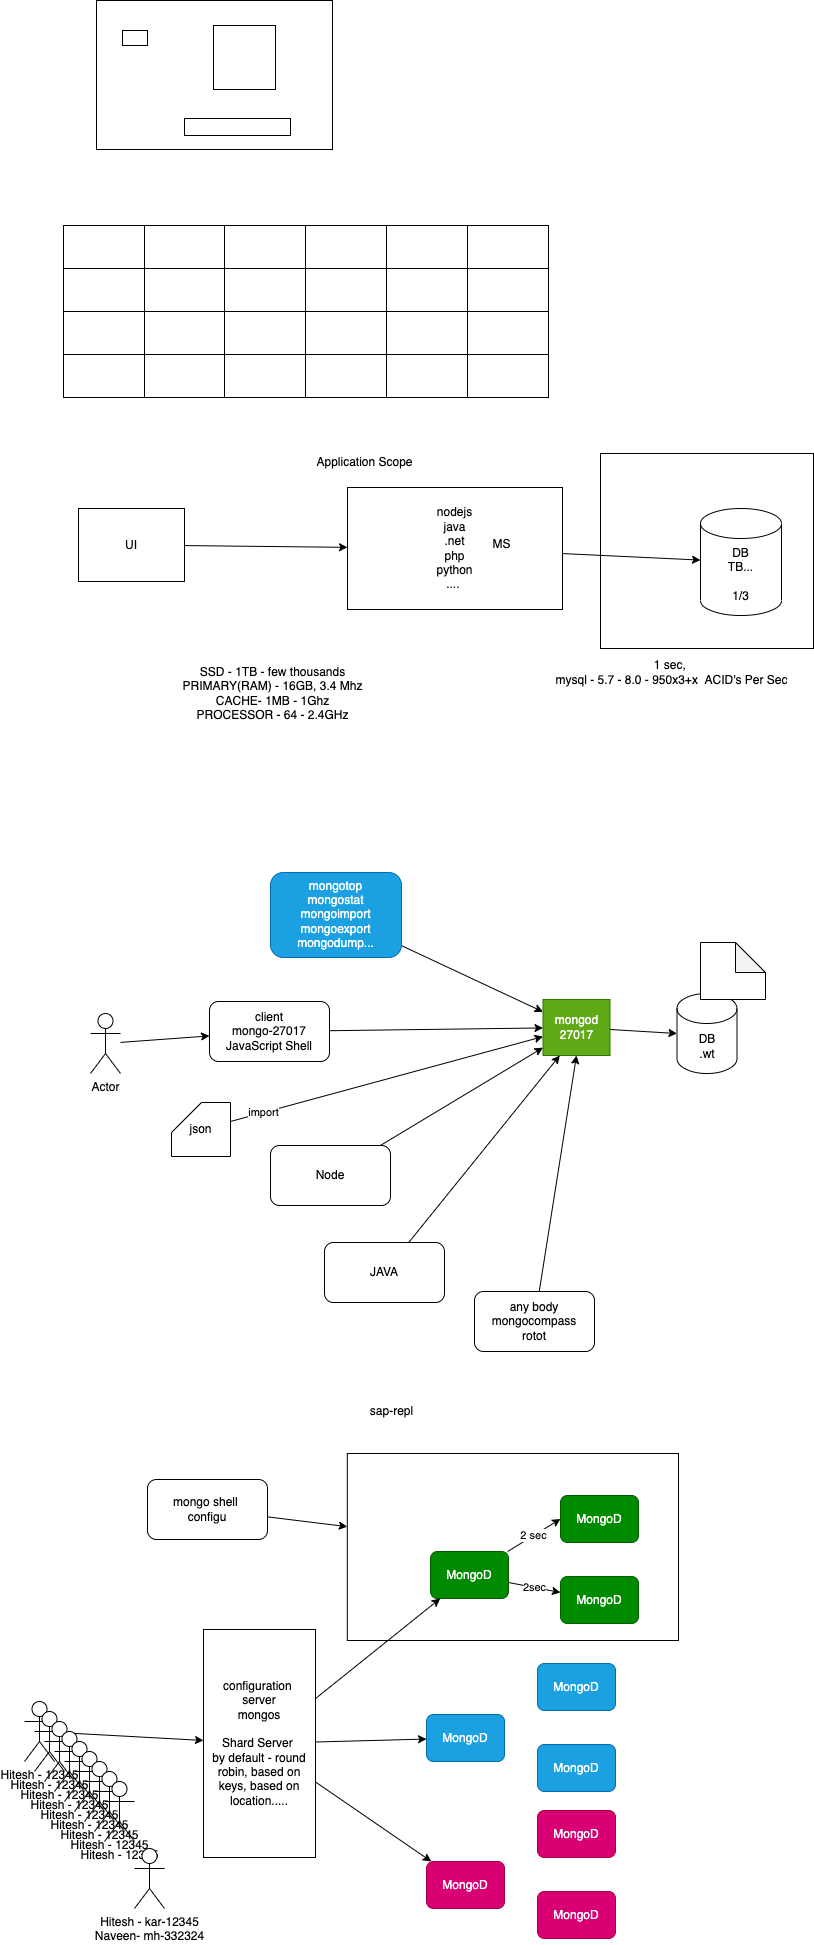 Application Scope
UI
nodejs
java
.net
php
python
....
MS
DB
TB...
1/3
SSD - 1TB - few thousands
PRIMARY(RAM) - 16GB, 3.4 Mhz
CACHE- 1MB - 1Ghz
PROCESSOR - 64 - 2.4GHz
1 sec,
mysql - 5.7 - 8.0 - 950x3+x  ACID's Per Sec
mongotop
mongostat
mongoimport
mongoexport
mongodump...
client
mongo-27017
JavaScript Shell
mongod
27017
DB
.wt
Actor
import
json
Node
JAVA
any body
mongocompass
rotot
sap-repl
mongo shell
configu
MongoD
2 sec
MongoD
2sec
MongoD
configuration
server
mongos
Shard Server
by default - round
robin, based on
keys, based on
location.....
MongoD
MongoD
MongoD
MongoD
MongoD
MongoD
Hitesh - 12345
Hitesh - 12345
Hitesh - 12345
Hitesh - 12345
Hitesh - 12345
Hitesh - 12345
Hitesh - 12345
Hitesh - 12345
Hitesh -
Hitesh - kar-12345
Naveen- mh-332324